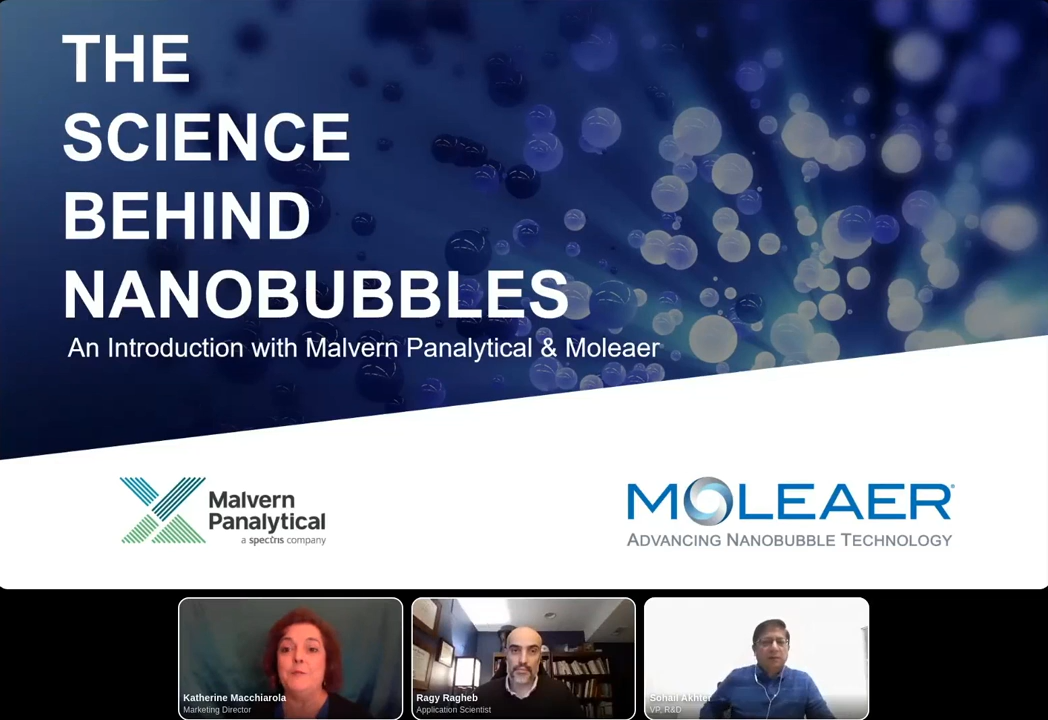 THE
SCIENCE
BEHIND
NANOBUBBLES
An Introduction with Malvern Panalytical & Moleaer
Malvern
Panalytical
a spectris company
MOLEAER®
ADVANCING NANOBUBBLE TECHNOLOGY
Katherine Macchiarola
Marketing Director
Ragy Ragheb
Application Scientist
Sohail Akhter
VP, R&D